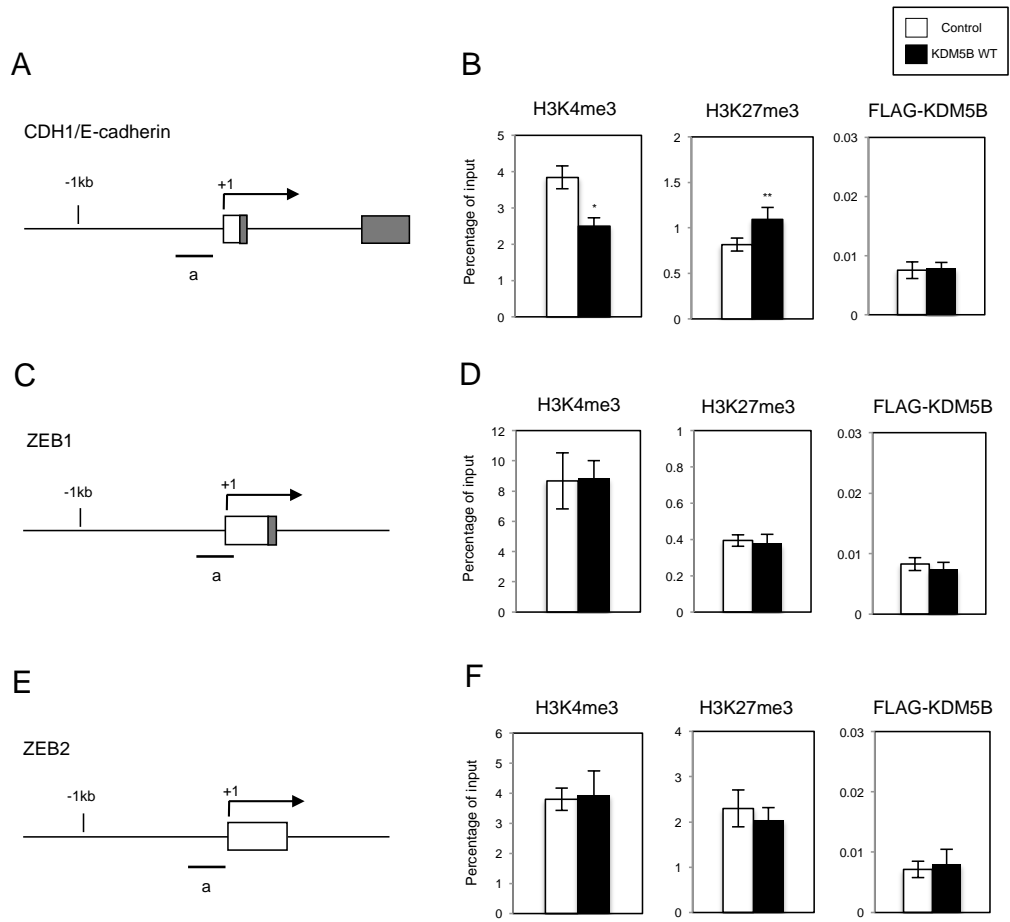 Control
KDM5B WT
A
CDH1/E-cadherin
-1kb
+1
a
B
H3K4me3
H3K27me3
FLAG-KDM5B
Percentage of input
5
4
3
2
1
0
*
2
1.5
1
0.5
0
**
0.03
0.02
0.01
0
C
ZEB1
-1kb
+1
a
D
H3K4me3
H3K27me3
FLAG-KDM5B
Percentage of input
12
10
8
6
4
2
0
1
0.8
0.6
0.4
0.2
0
0.03
0.02
0.01
0
E
ZEB2
-1kb
+1
a
F
H3K4me3
H3K27me3
FLAG-KDM5B
Percentage of input
6
5
4
3
2
1
0
4
3
2
1
0
0.03
0.02
0.01
0